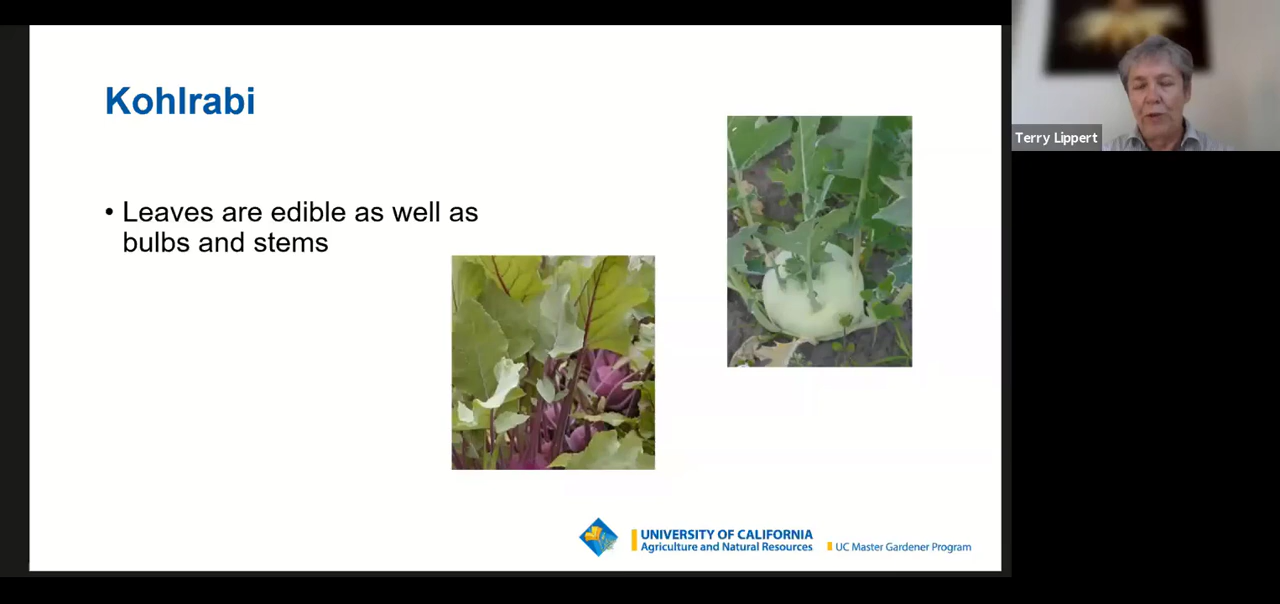 Kohlrabi
• Leaves are edible as well as
bulbs and stems
Terry Lippert
UNIVERSITY OF CALIFORNIA
Agriculture and Natural Resources
UC Master Gardener Program